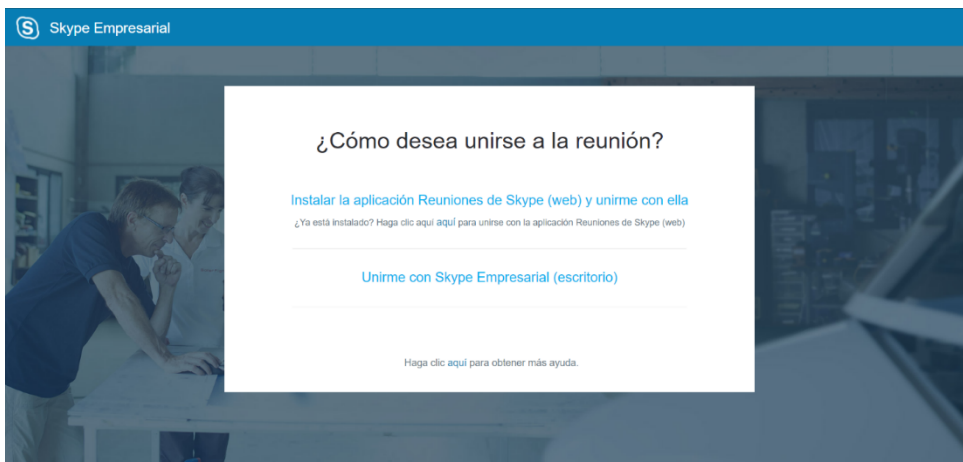 Skype Empresarial
¿Cómo desea unirse a la reunión?
Instalar la aplicación Reuniones de Skype (web) y unirme con ella
¿Ya está instalado? Haga clic aquí aquí para unirse con la aplicación Reuniones de Skype (web)
Unirme con Skype Empresarial (escritorio)
Haga clic aquí para obtener más ayuda.